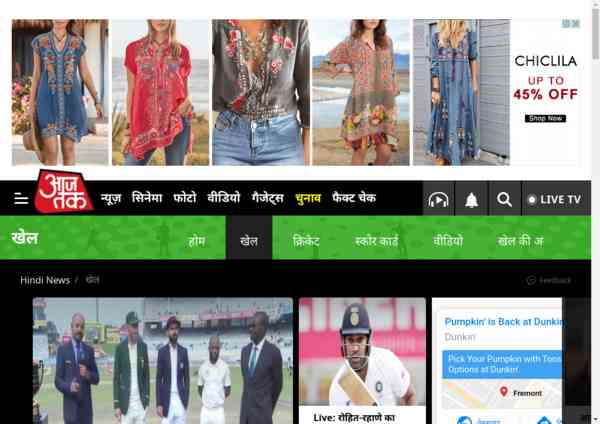 CHICLILA
UP TO
45% OFF
Shop Now
आज तक
न्यूज़ सिनेमा फोटो वीडियो गैजेट्स चुनाव फैक्ट चेक
LIVE TV
खेल
होम खेल क्रिकेट स्कोर कार्ड वीडियो खेल की अ
Hindi News / खेल
Feedback
Pumpkin' is Back at Dunkin
Dunkin'
Pick Your Pumpkin with Tons
Options at Dunkin'.
Fremont
Live: रोहित-रहाणे का